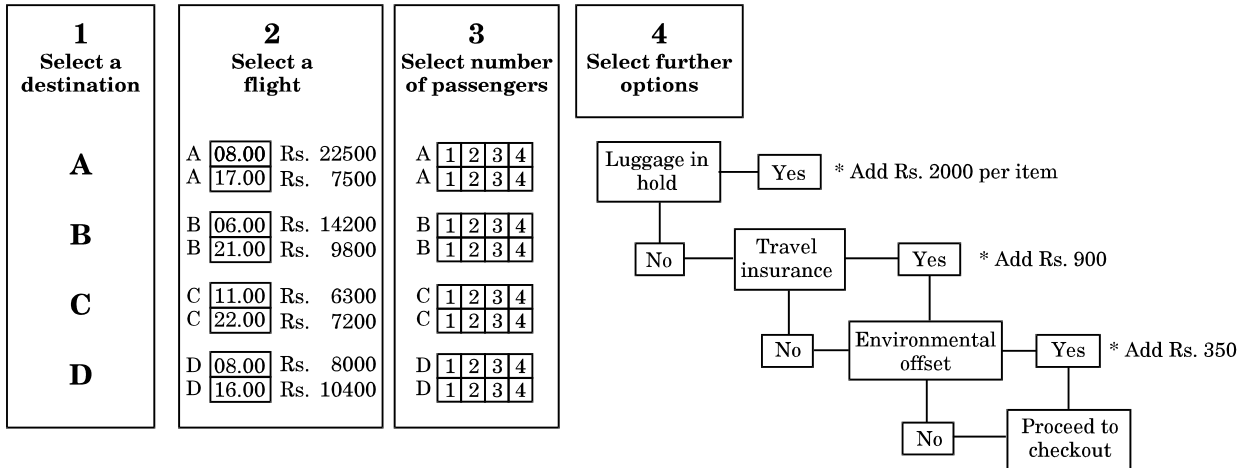 1
Select a
destination
A
B
C
D
2
Select a
flight
A 08.00 Rs. 22500
A 17.00 Rs. 7500
B 06.00 Rs. 14200
B 21.00 Rs. 9800
C 11.00 Rs. 6300
C 22.00 Rs. 7200
D 08.00 Rs. 8000
D 16.00 Rs. 10400
3
Select number
of passengers
A 1 2 3 4
A 1 2 3 4
B 1 2 3 4
B 1 2 3 4
C 1 2 3 4
C 1 2 3 4
D 1 2 3 4
D 1 2 3 4
4
Select further
options
Luggage in
hold
Yes
* Add Rs. 2000 per item
No
Travel
insurance
Yes
* Add Rs. 900
No
Environmental
offset
Yes
* Add Rs. 350
No
Proceed to
checkout